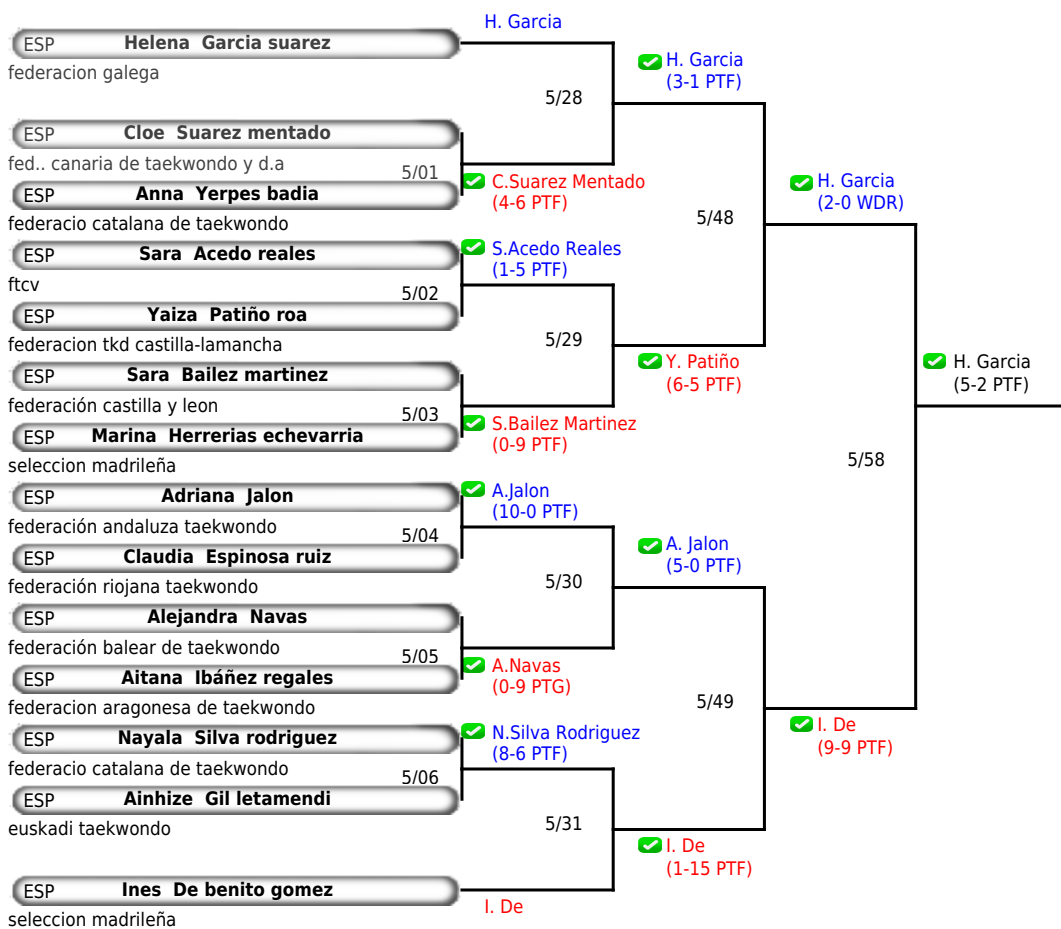 H. Garcia
ESP Helena Garcia suarez
federacion galega
H. Garcia
(3-1 PTF)
5/28
ESP Cloe Suarez mentado
fed.. canaria de taekwondo y d.a
5/01
C.Suarez Mentado
(4-6 PTF)
ESP Anna Yerpes badia
federacio catalana de taekwondo
H. Garcia
(2-0 WDR)
5/48
ESP Sara Acedo reales
ftcv
S.Acedo Reales
(1-5 PTF)
5/02
ESP Yaiza Patiño roa
federacion tkd castilla-lamancha
5/29
Y. Patiño
(6-5 PTF)
ESP Sara Bailez martinez
federación castilla y leon
5/03
S.Bailez Martinez
(0-9 PTF)
ESP Marina Herrerias echevarria
seleccion madrileña
H. Garcia
(5-2 PTF)
5/58
ESP Adriana Jalon
federación andaluza taekwondo
A.Jalon
(10-0 PTF)
5/04
ESP Claudia Espinosa ruiz
federación riojana taekwondo
A. Jalon
(5-0 PTF)
5/30
ESP Alejandra Navas
federación balear de taekwondo
5/05
A.Navas
(0-9 PTG)
ESP Aitana Ibáñez regales
federacion aragonesa de taekwondo
5/49
I. De
(9-9 PTF)
ESP Nayala Silva rodriguez
federacio catalana de taekwondo
N.Silva Rodriguez
(8-6 PTF)
5/06
ESP Ainhize Gil letamendi
euskadi taekwondo
5/31
I. De
(1-15 PTF)
ESP Ines De benito gomez
seleccion madrileña
I. De